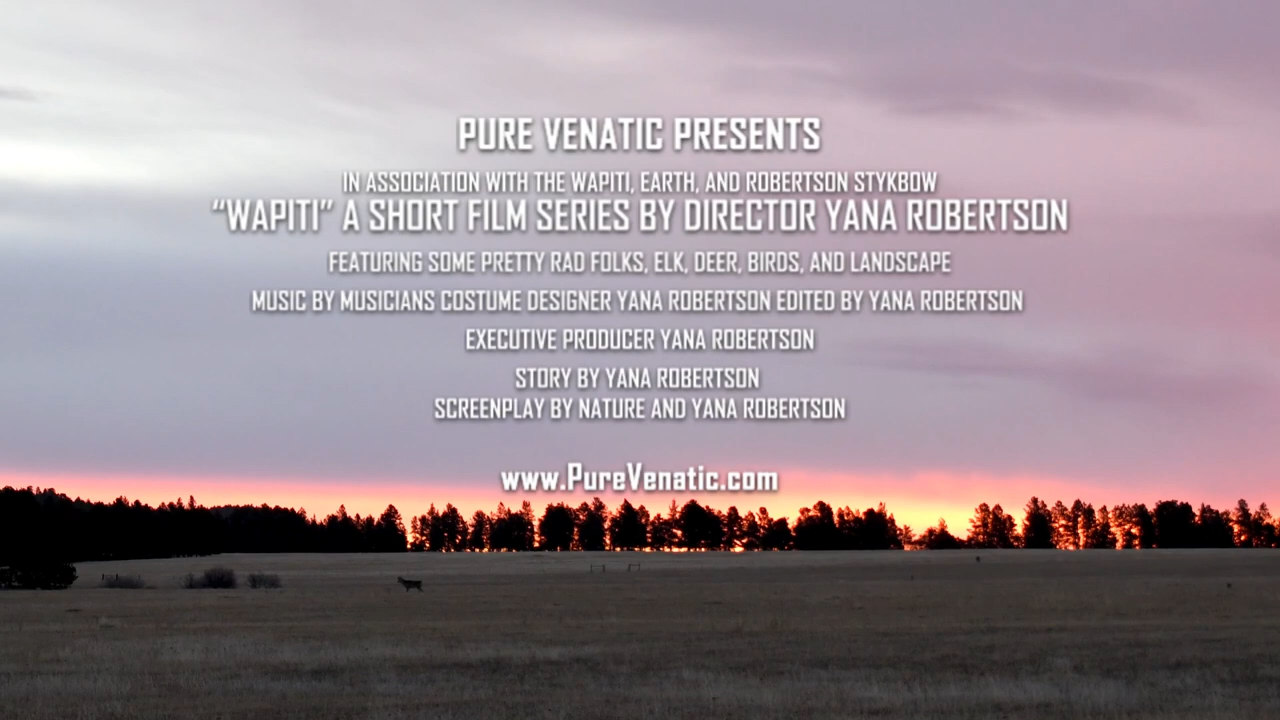 PURE VENATIC PRESENTS
IN ASSOCIATION WITH THE WAPITI, EARTH, AND ROBERTSON STYKBOW
“WAPITI” A SHORT FILM SERIES BY DIRECTOR YANA ROBERTSON
FEATURING SOME PRETTY RAD FOLKS, ELK, DEER, BIRDS, AND LANDSCAPE
MUSIC BY MUSICIANS COSTUME DESIGNER YANA ROBERTSON EDITED BY YANA ROBERTSON
EXECUTIVE PRODUCER YANA ROBERTSON
STORY BY YANA ROBERTSON
SCREENPLAY BY NATURE AND YANA ROBERTSON
www.PureVenatic.com